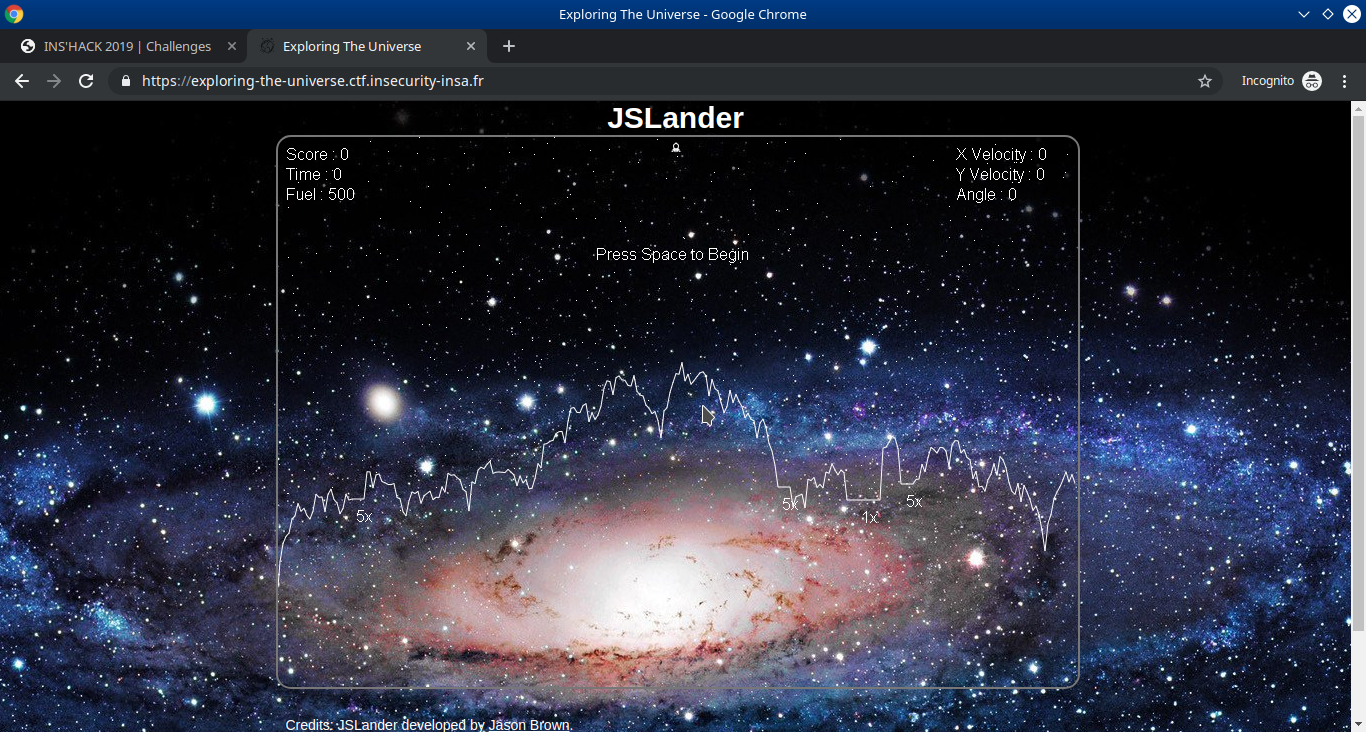 Exploring The Universe - Google Chrome
INS'HACK 2019 | Challenges
Exploring The Universe
https://exploring-the-universe.ctf.insecurity-insa.fr
Incognito
JSLander
Score : 0
X Velocity : 0
Time : 0
Y Velocity : 0
Fuel : 500
Angle : 0
Press Space to Begin
5x
5x
1x
5x
Credits: JSLander developed by Jason Brown.